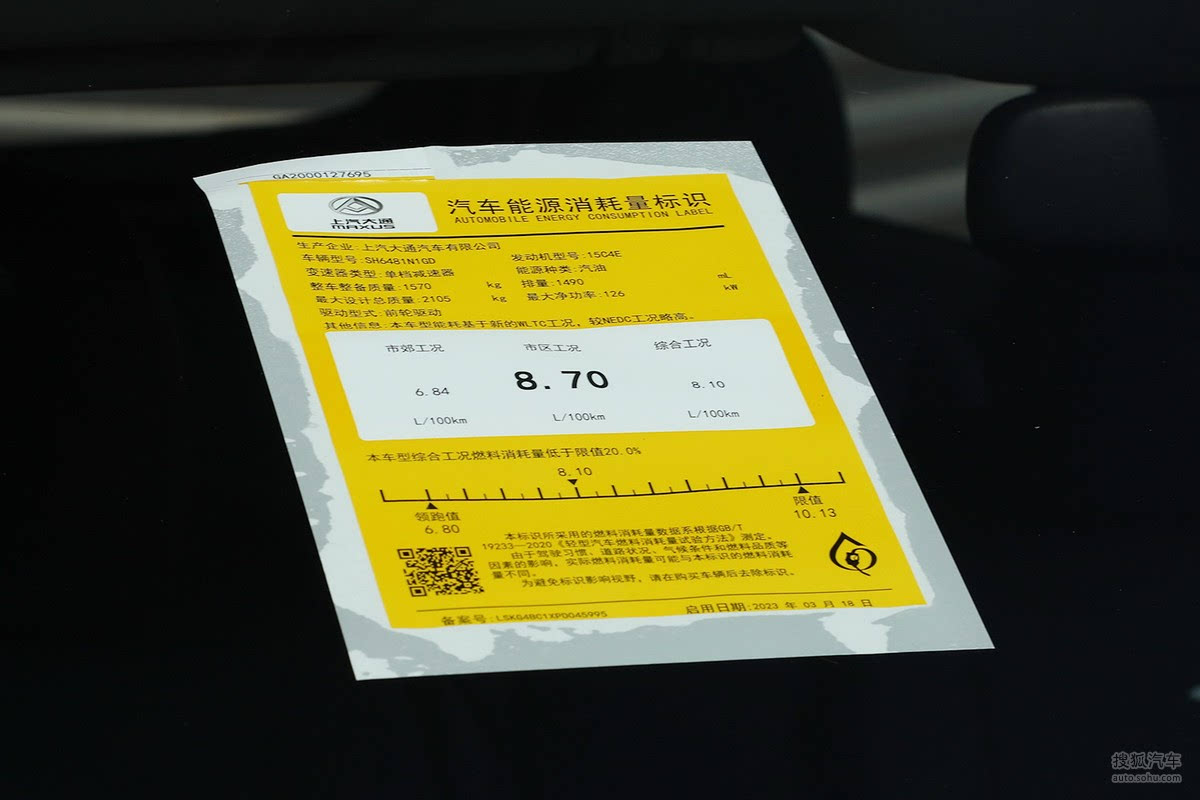 GA2000127695
上汽大通
MAXUS
汽车能源消耗量标识
AUTOMOBILE ENERGY CONSUMPTION LABEL
生产企业:上汽大通汽车有限公司
车辆型号:SH6481N1GD 发动机型号:15C4E
变速器类型:单档减速器 能源种类:汽油
整车整备质量:1570 kg 排量:1490 mL
最大设计总质量:2105 kg 最大净功率:126 kW
驱动型式:前轮驱动
其他信息:本车型能耗基于新的WLTC工况，较NEDC工况略高。
市郊工况 市区工况 综合工况
6.84 8.70 8.10
L/100km L/100km L/100km
本车型综合工况燃料消耗量低于限值20.0%
8.10
领跑值 限值
6.80 10.13
本标识所采用的燃料消耗量数据系根据GB/T
19233—2020《轻型汽车燃料消耗量试验方法》测定。
由于驾驶习惯、道路状况、气候条件和燃料品质等
因素的影响，实际燃料消耗量可能与本标识的燃料消耗
量不同。
为避免标识影响视野，请在购买车辆后去除标识。
备案号:LSKG4BC1XPD045995 启用日期:2023 年 03 月 18 日
搜狐汽车
auto.sohu.com